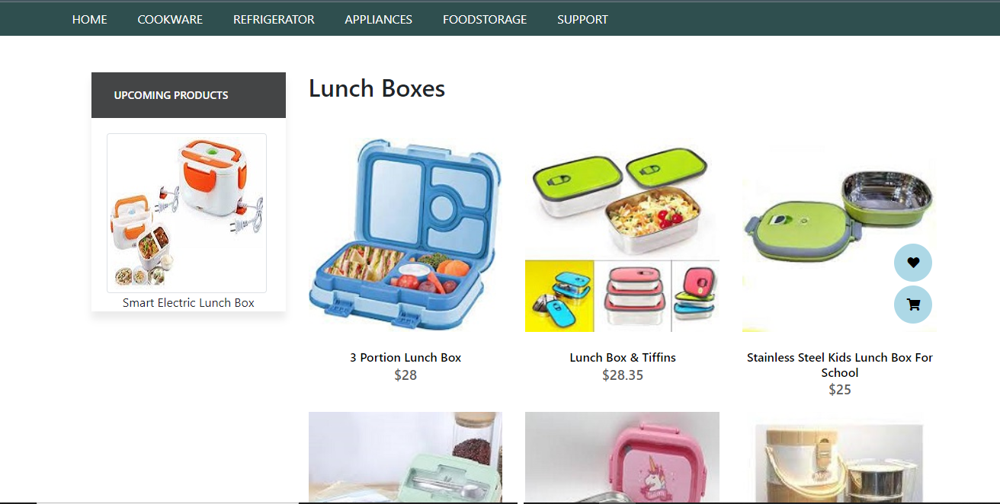 HOME COOKWARE REFRIGERATOR APPLIANCES FOODSTORAGE SUPPORT
UPCOMING PRODUCTS
Smart Electric Lunch Box
Lunch Boxes
3 Portion Lunch Box
$28
Lunch Box & Tiffins
$28.35
Stainless Steel Kids Lunch Box For
School
$25